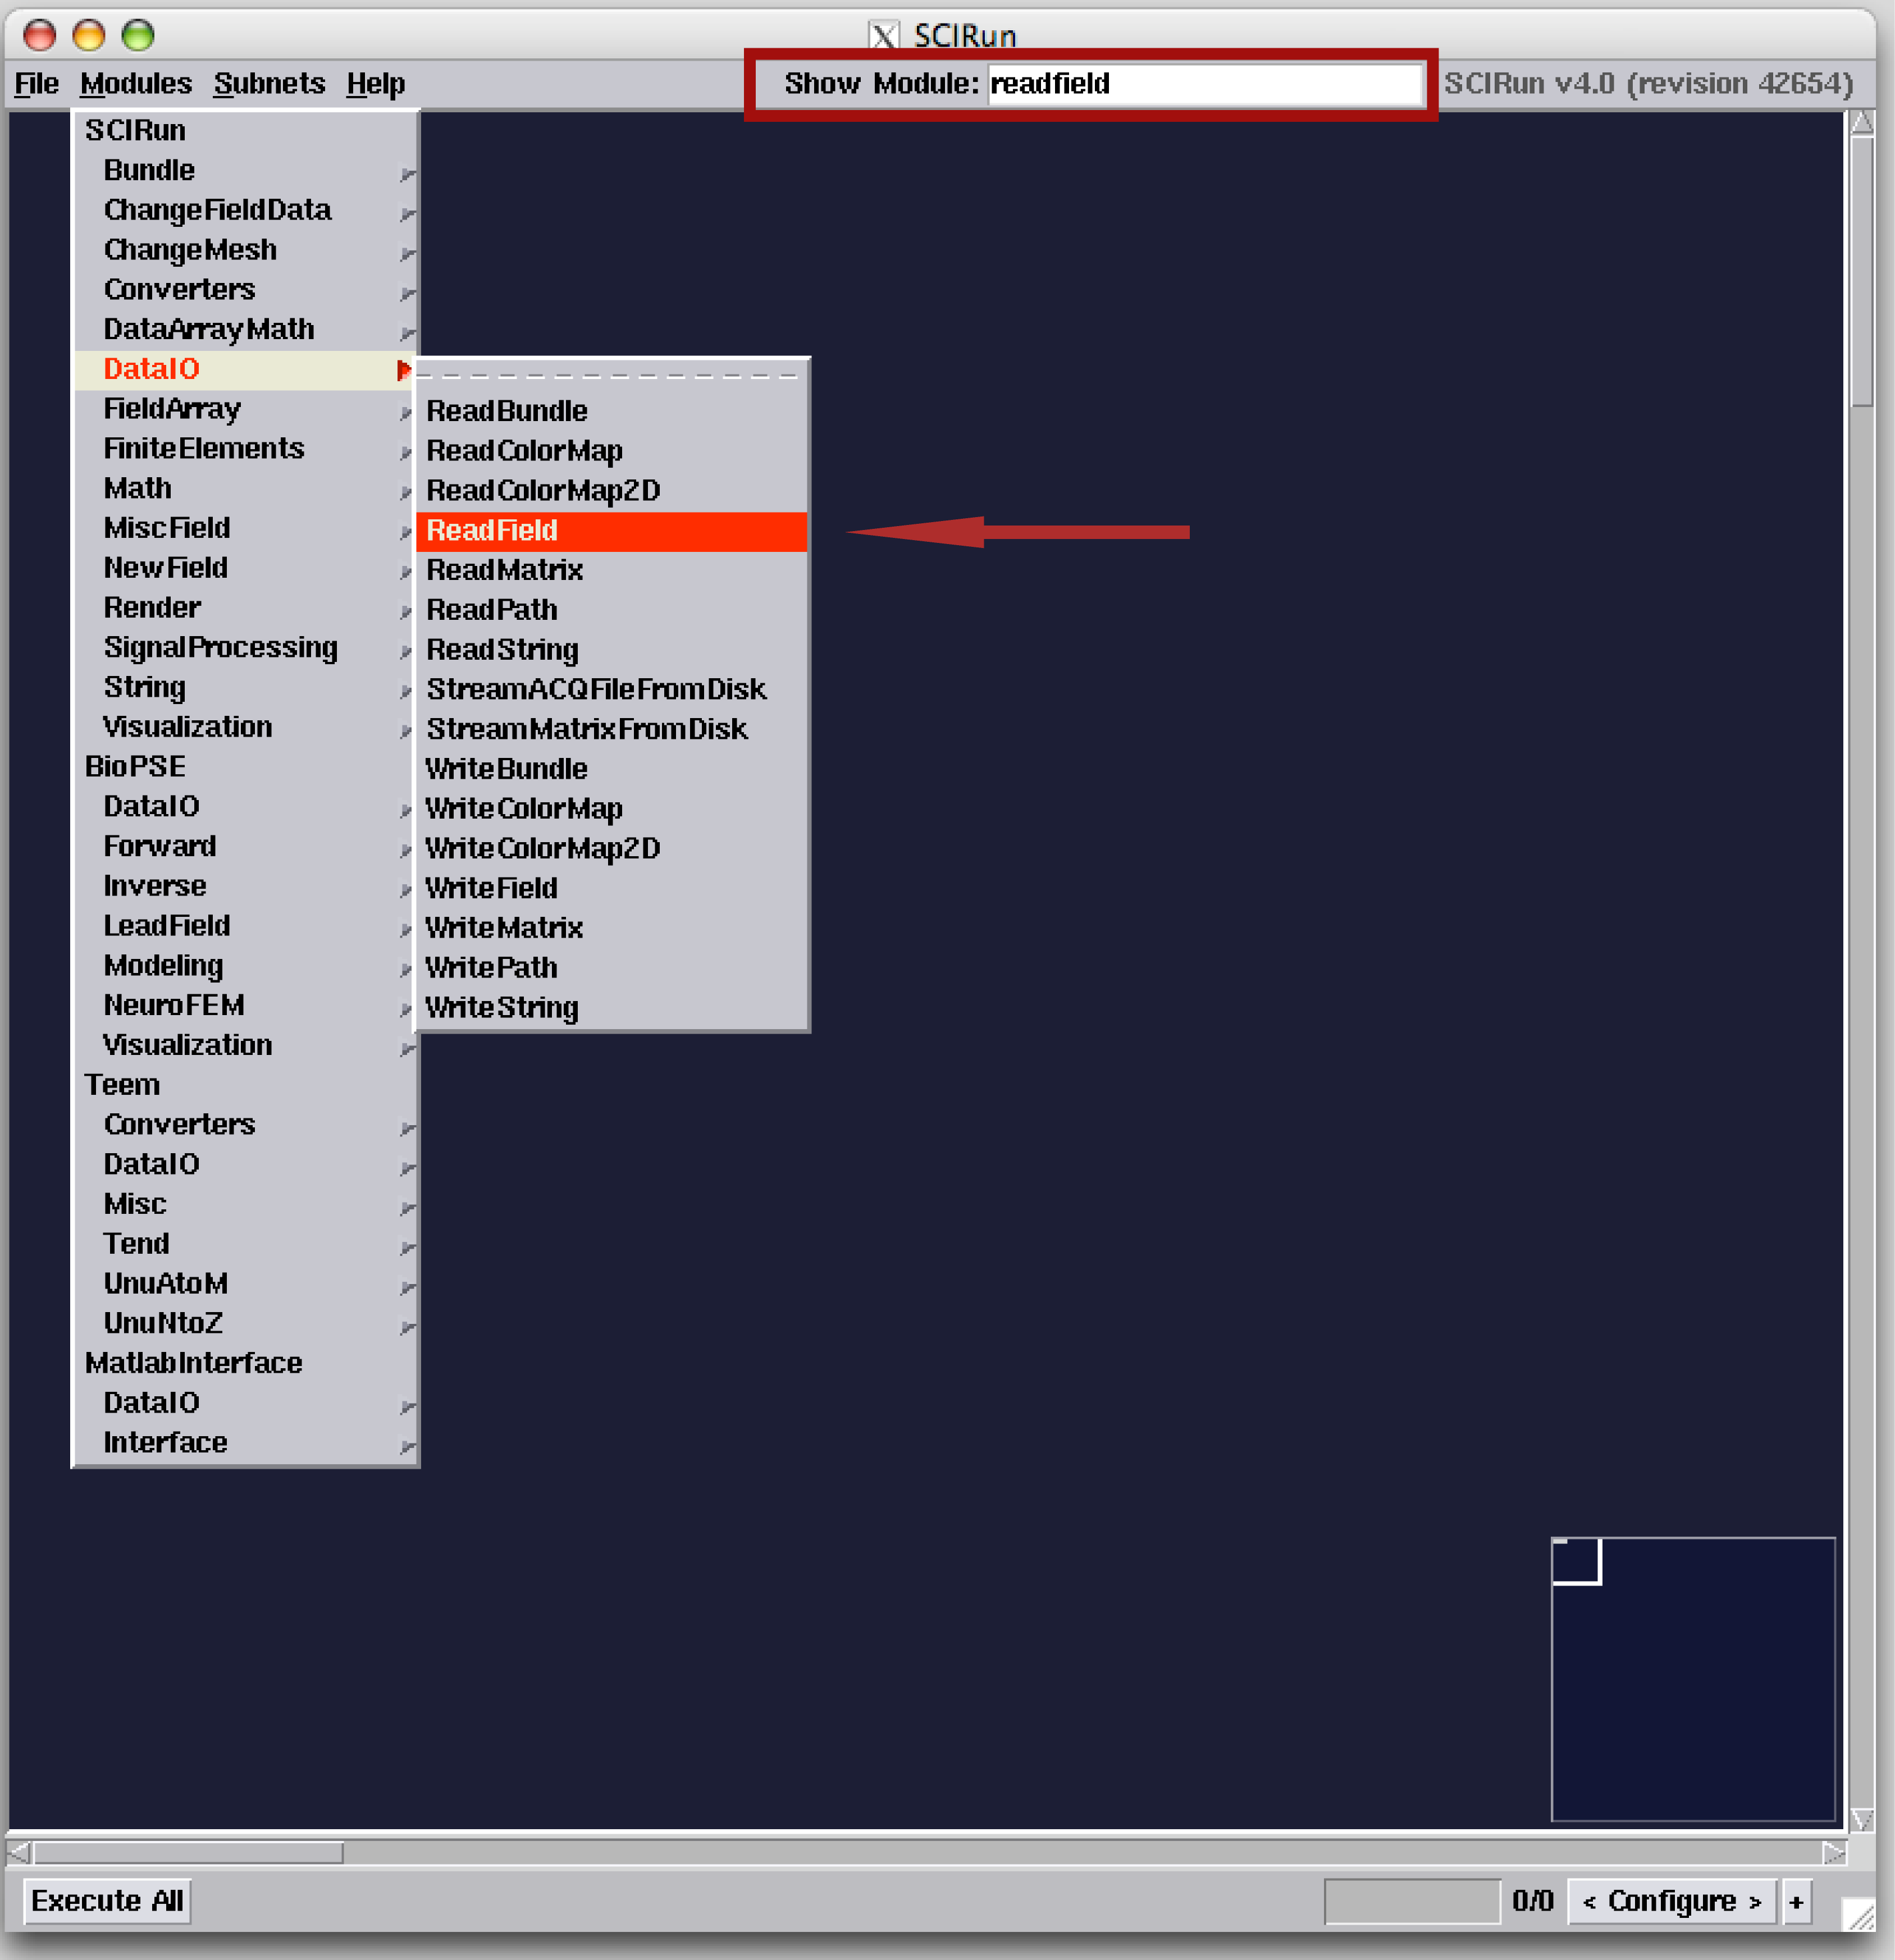 SCIRun
File Modules Subnets Help Show Module: readfield SCIRun v4.0 (revision 42654)
SCIRun
Bundle
ChangeFieldData
ChangeMesh
Converters
DataArrayMath
DataIO
FieldArray
FiniteElements
Math
MiscField
NewField
Render
SignalProcessing
String
Visualization
BioPSE
DataIO
Forward
Inverse
LeadField
Modeling
NeuroFEM
Visualization
Teem
Converters
DataIO
Misc
Tend
UnuAtoM
UnuNtoZ
MatlabInterface
DataIO
Interface
ReadBundle
ReadColorMap
ReadColorMap2D
ReadField
ReadMatrix
ReadPath
ReadString
StreamACQFileFromDisk
StreamMatrixFromDisk
WriteBundle
WriteColorMap
WriteColorMap2D
WriteField
WriteMatrix
WritePath
WriteString
Execute All 0/0 < Configure > +